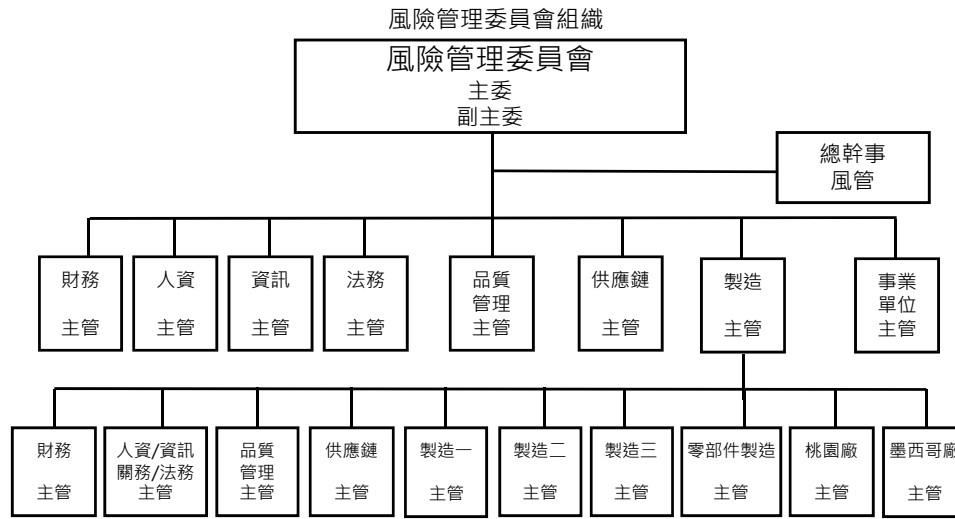 風險管理委員會組織
風險管理委員會
主委
副主委
總幹事
風管
財務
主管
人資
主管
資訊
主管
法務
主管
品質
管理
主管
供應鏈
主管
製造
主管
事業
單位
主管
財務
主管
人資/資訊
關務/法務
主管
品質
管理
主管
供應鏈
主管
製造一
主管
製造二
主管
製造三
主管
零部件製造
主管
桃園廠
主管
墨西哥廠
主管